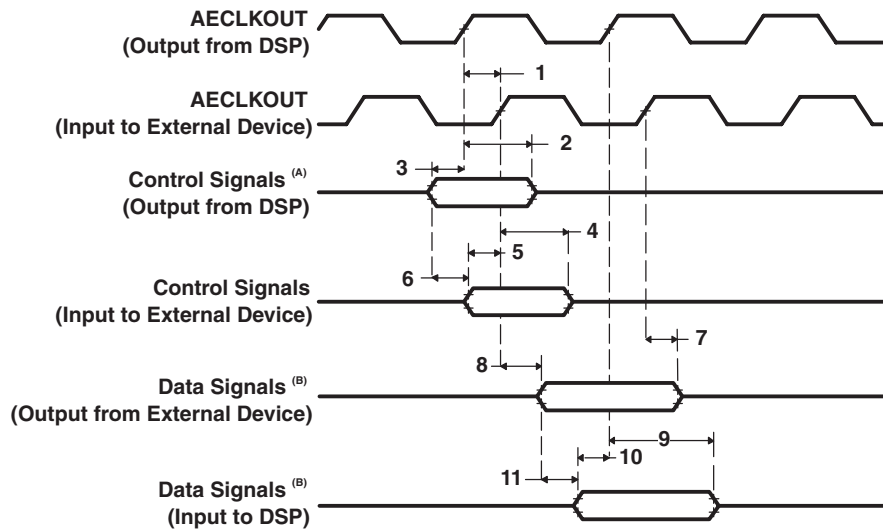 AECLKOUT
(Output from DSP)
1
AECLKOUT
(Input to External Device)
2
3
Control Signals (A)
(Output from DSP)
4
5
6
Control Signals
(Input to External Device)
7
8
Data Signals (B)
(Output from External Device)
9
10
11
Data Signals (B)
(Input to DSP)